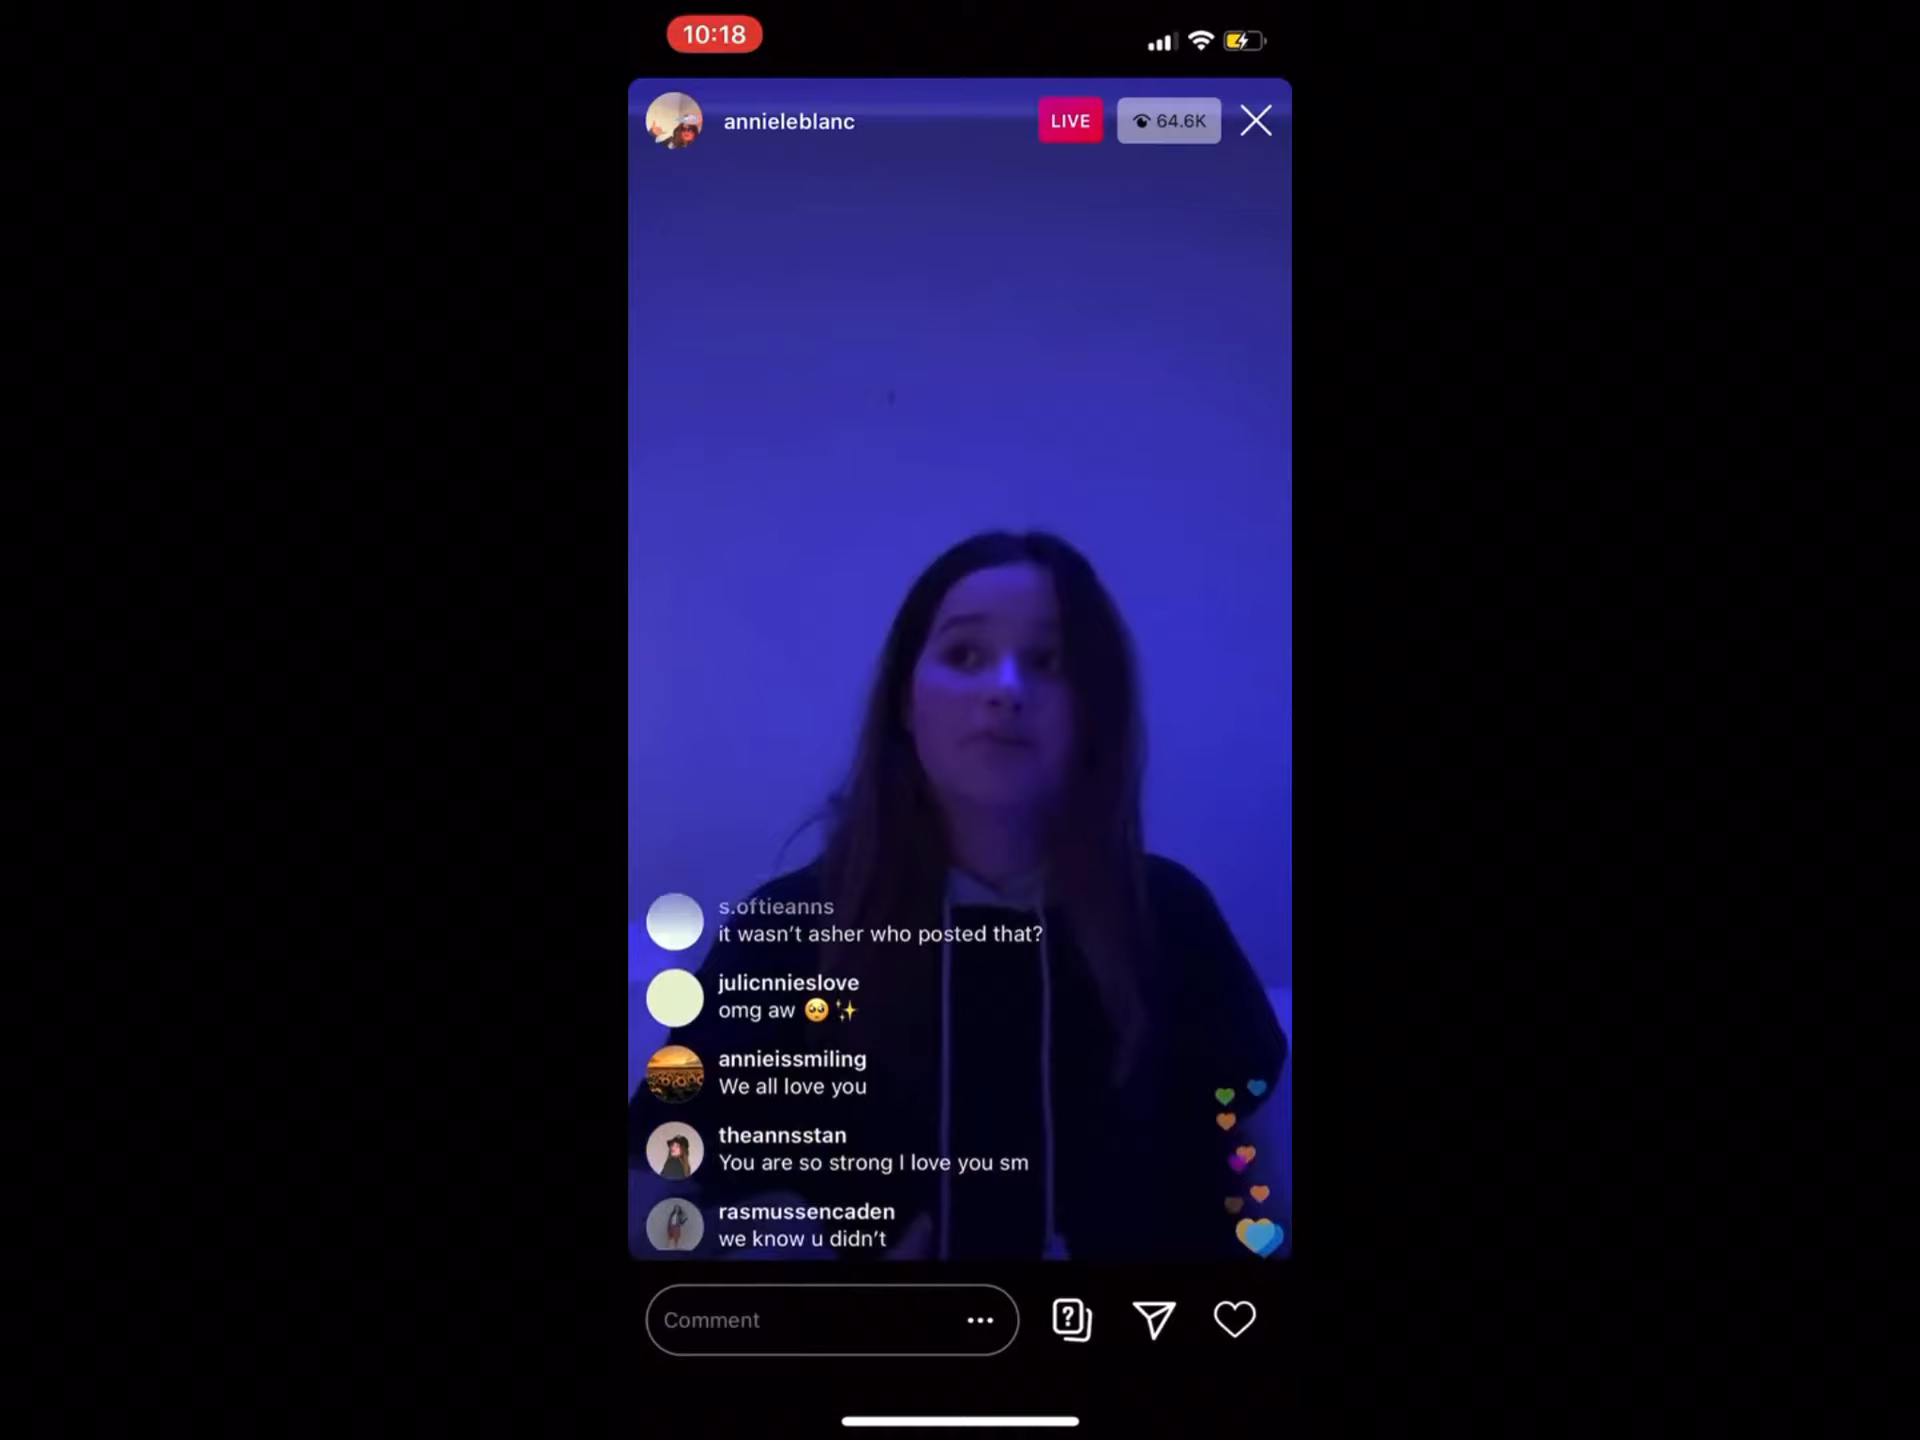 10:18
annieleblanc
LIVE
64.6K
s.oftieanns
it wasn't asher who posted that?
julicnnieslove
omg aw 🥺✨
annieissmiling
We all love you
theannsstan
You are so strong I love you sm
rasmussencaden
we know u didn't
Comment